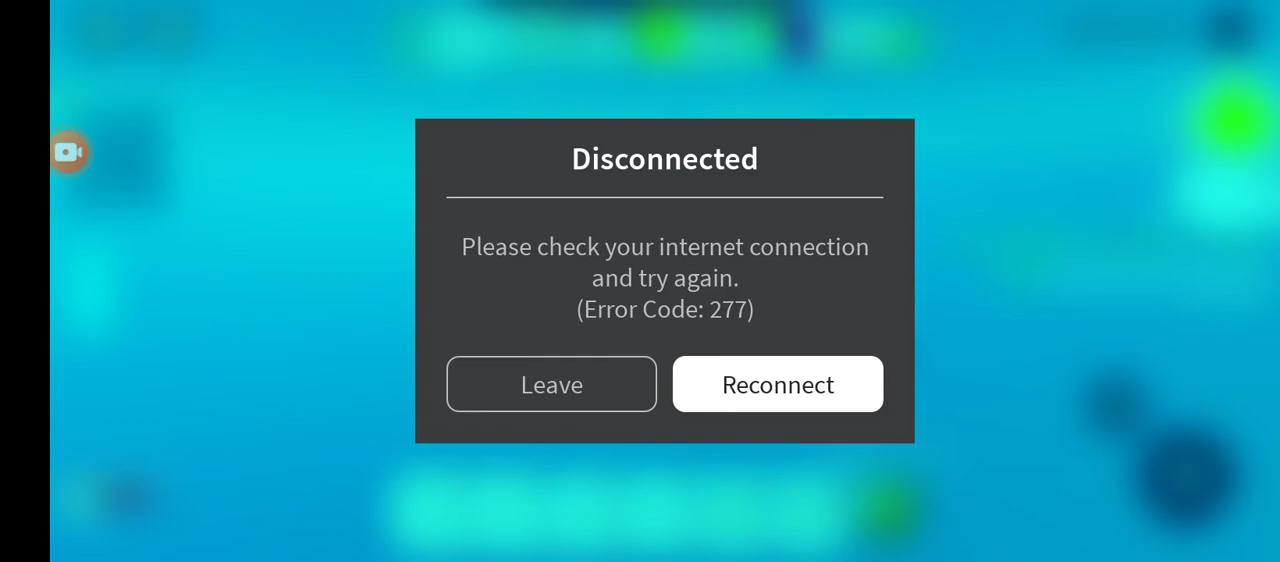 Disconnected
Please check your internet connection
and try again.
(Error Code: 277)
Leave
Reconnect